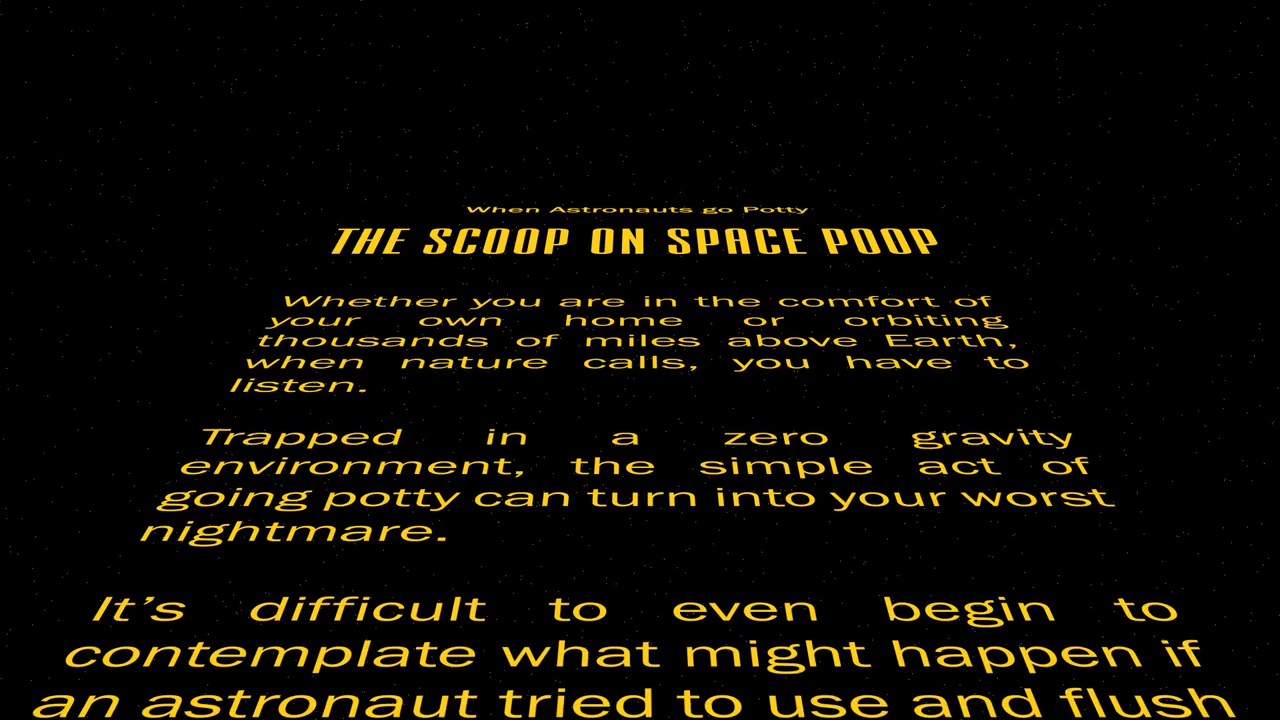 When Astronauts go Potty
THE SCOOP ON SPACE POOP
Whether you are in the comfort of
your own home or orbiting
thousands of miles above Earth,
when nature calls, you have to
listen.
Trapped in a zero gravity
environment, the simple act of
going potty can turn into your worst
nightmare.
It’s difficult to even begin to
contemplate what might happen if
an astronaut tried to use and flush